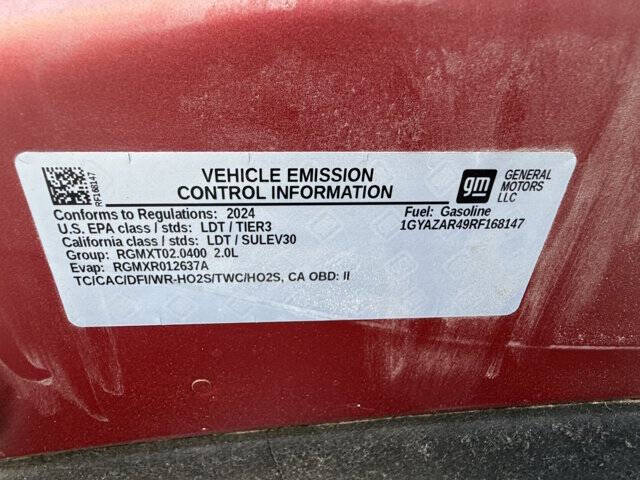 RF168147
VEHICLE EMISSION
CONTROL INFORMATION
gm
GENERAL
MOTORS
LLC
Conforms to Regulations: 2024
U.S. EPA class / stds: LDT / TIER3
California class / stds: LDT / SULEV30
Group: RGMXT02.0400 2.0L
Evap: RGMXR012637A
TC/CAC/DFI/WR-HO2S/TWC/HO2S, CA OBD: II
Fuel: Gasoline
1GYAZAR49RF168147